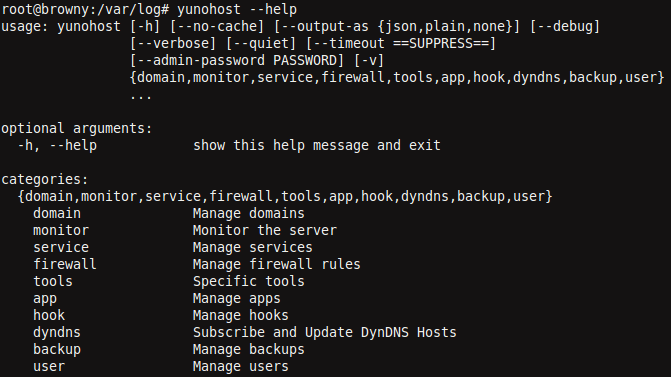 root@browny:/var/log# yunohost --help
usage: yunohost [-h] [--no-cache] [--output-as {json,plain,none}] [--debug]
                [--verbose] [--quiet] [--timeout ==SUPPRESS==]
                [--admin-password PASSWORD] [-v]
                {domain,monitor,service,firewall,tools,app,hook,dyndns,backup,user}
                ...

optional arguments:
  -h, --help            show this help message and exit

categories:
  {domain,monitor,service,firewall,tools,app,hook,dyndns,backup,user}
    domain              Manage domains
    monitor             Monitor the server
    service             Manage services
    firewall            Manage firewall rules
    tools               Specific tools
    app                 Manage apps
    hook                Manage hooks
    dyndns              Subscribe and Update DynDNS Hosts
    backup              Manage backups
    user                Manage users